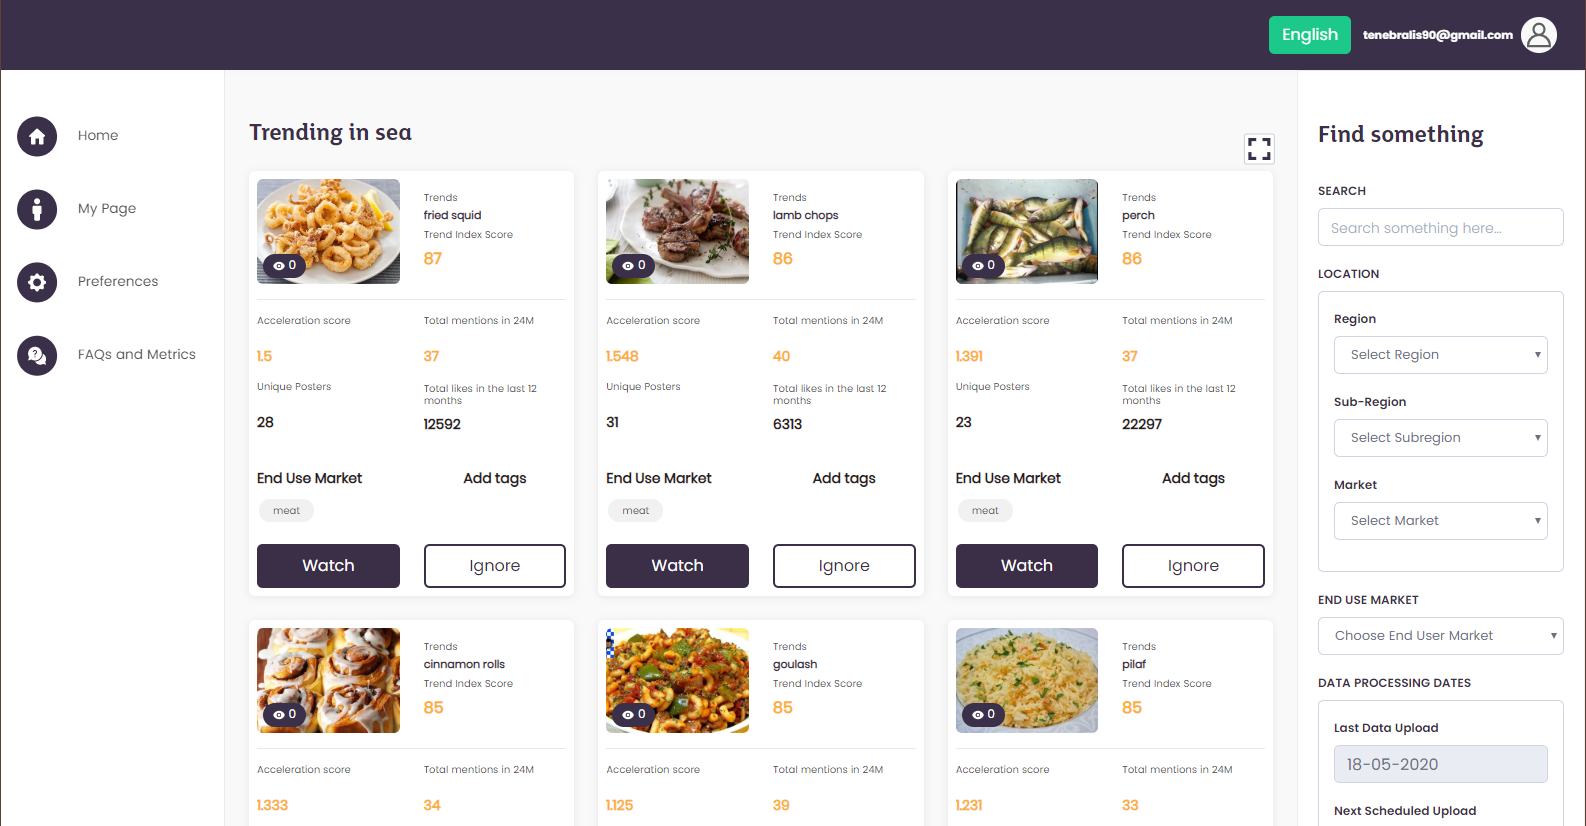 English
tenebralis90@gmail.com
Home
My Page
Preferences
FAQs and Metrics
Trending in sea
Trends
fried squid
Trend Index Score
87
0
Acceleration score
Total mentions in 24M
1.5
37
Unique Posters
Total likes in the last 12
months
28
12592
End Use Market
Add tags
meat
Watch
Ignore
Trends
lamb chops
Trend Index Score
86
0
Acceleration score
Total mentions in 24M
1.548
40
Unique Posters
Total likes in the last 12
months
31
6313
End Use Market
Add tags
meat
Watch
Ignore
Trends
perch
Trend Index Score
86
0
Acceleration score
Total mentions in 24M
1.391
37
Unique Posters
Total likes in the last 12
months
23
22297
End Use Market
Add tags
meat
Watch
Ignore
Trends
cinnamon rolls
Trend Index Score
85
0
Acceleration score
Total mentions in 24M
1.333
34
Trends
goulash
Trend Index Score
85
0
Acceleration score
Total mentions in 24M
1.125
39
Trends
pilaf
Trend Index Score
85
0
Acceleration score
Total mentions in 24M
1.231
33
Find something
SEARCH
Search something here...
LOCATION
Region
Select Region
Sub-Region
Select Subregion
Market
Select Market
END USE MARKET
Choose End User Market
DATA PROCESSING DATES
Last Data Upload
18-05-2020
Next Scheduled Upload